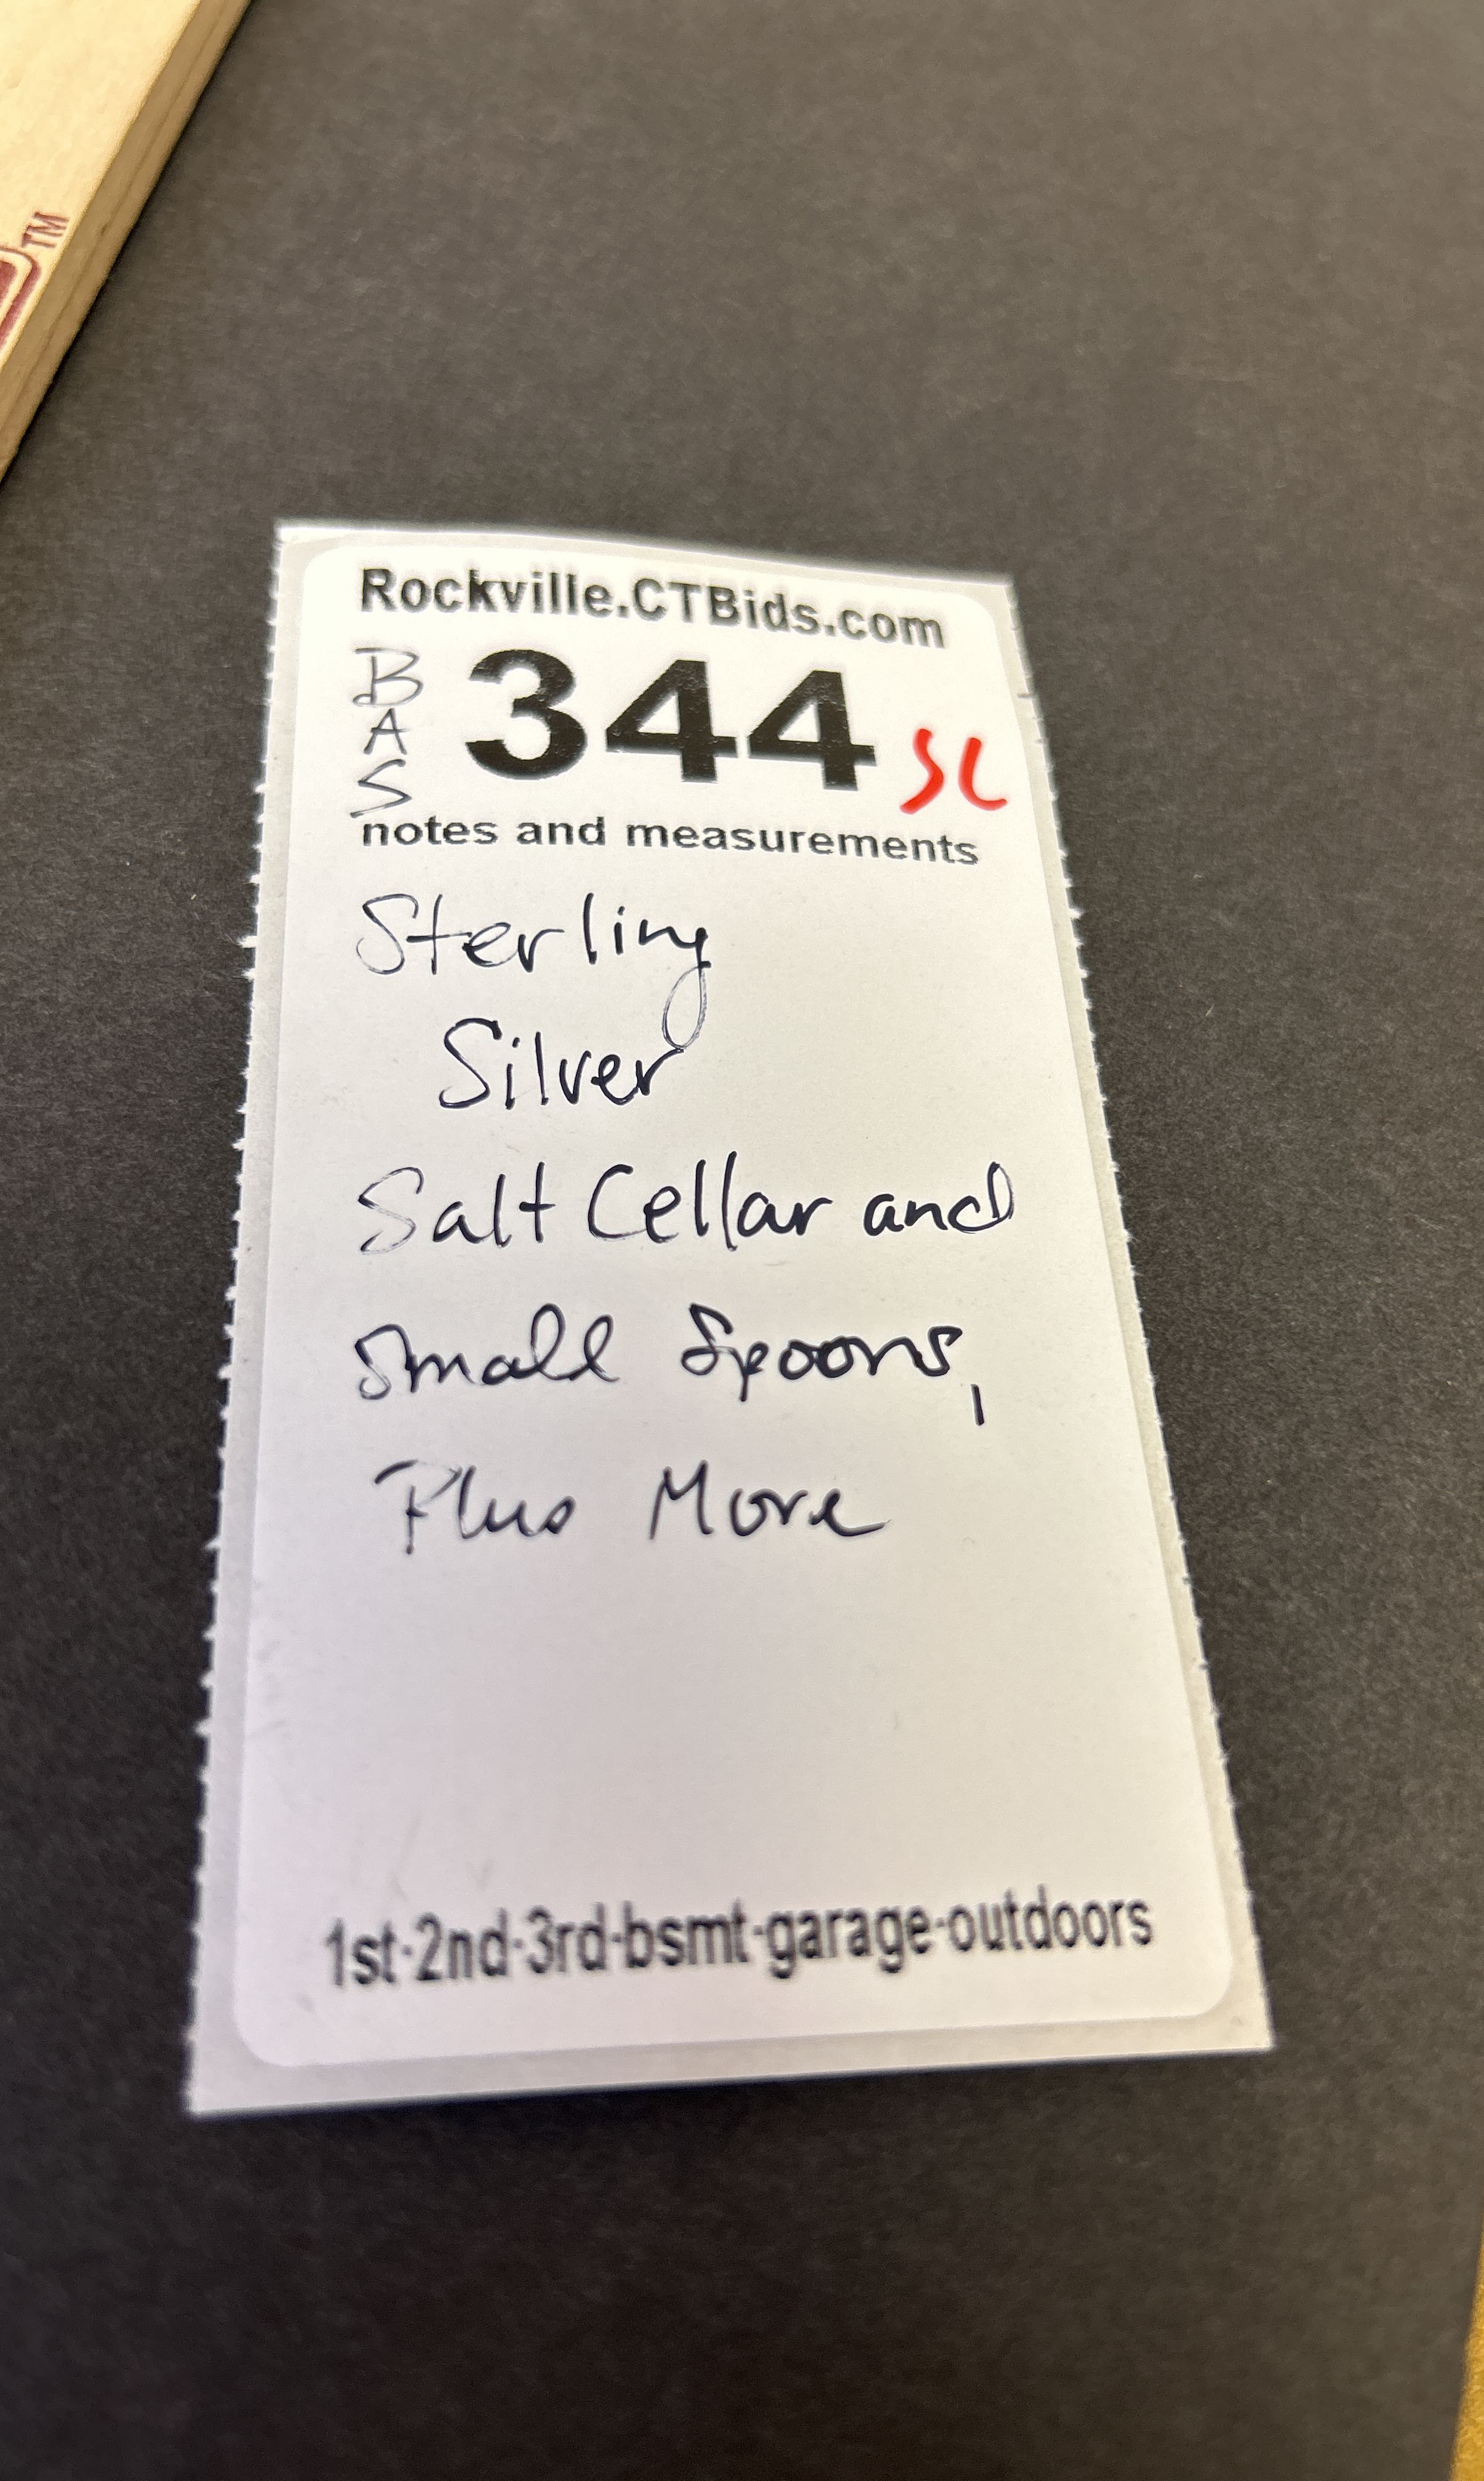 TM
Rockville.CTBids.com
BAS
344 SL
notes and measurements
Sterling
Silver
Salt Cellar and
Small Spoons,
Plus More
1st-2nd-3rd-bsmt-garage-outdoors